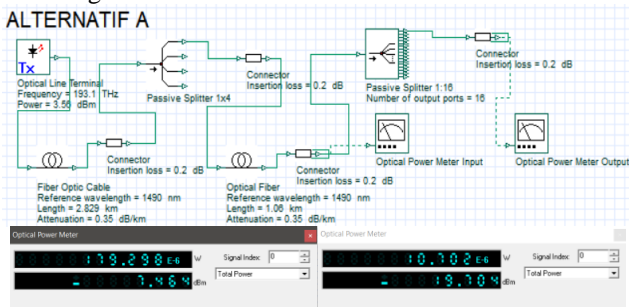 ALTERNATIF A
Tx
Optical Line Terminal
Frequency = 193.1 THz
Power = 3.56 dBm
Passive Splitter 1x4
Connector
Insertion loss = 0.2 dB
Passive Splitter 1:16
Number of output ports = 16
Connector
Insertion loss = 0.2 dB
Connector
Insertion loss = 0.2 dB
Connector
Insertion loss = 0.2 dB
Optical Power Meter Input
Optical Power Meter Output
Fiber Optic Cable
Reference wavelength = 1490 nm
Length = 2.829 km
Attenuation = 0.35 dB/km
Optical Fiber
Reference wavelength = 1490 nm
Length = 1.06 km
Attenuation = 0.35 dB/km
Optical Power Meter
179.298 E-6 W
Signal Index: 0
- 7.464 dBm
Total Power
Optical Power Meter
10.702 E-6 W
Signal Index: 0
- 19.704 dBm
Total Power